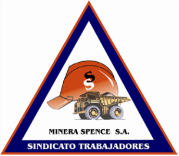 S
MINERA SPENCE S.A.
SINDICATO TRABAJADORES